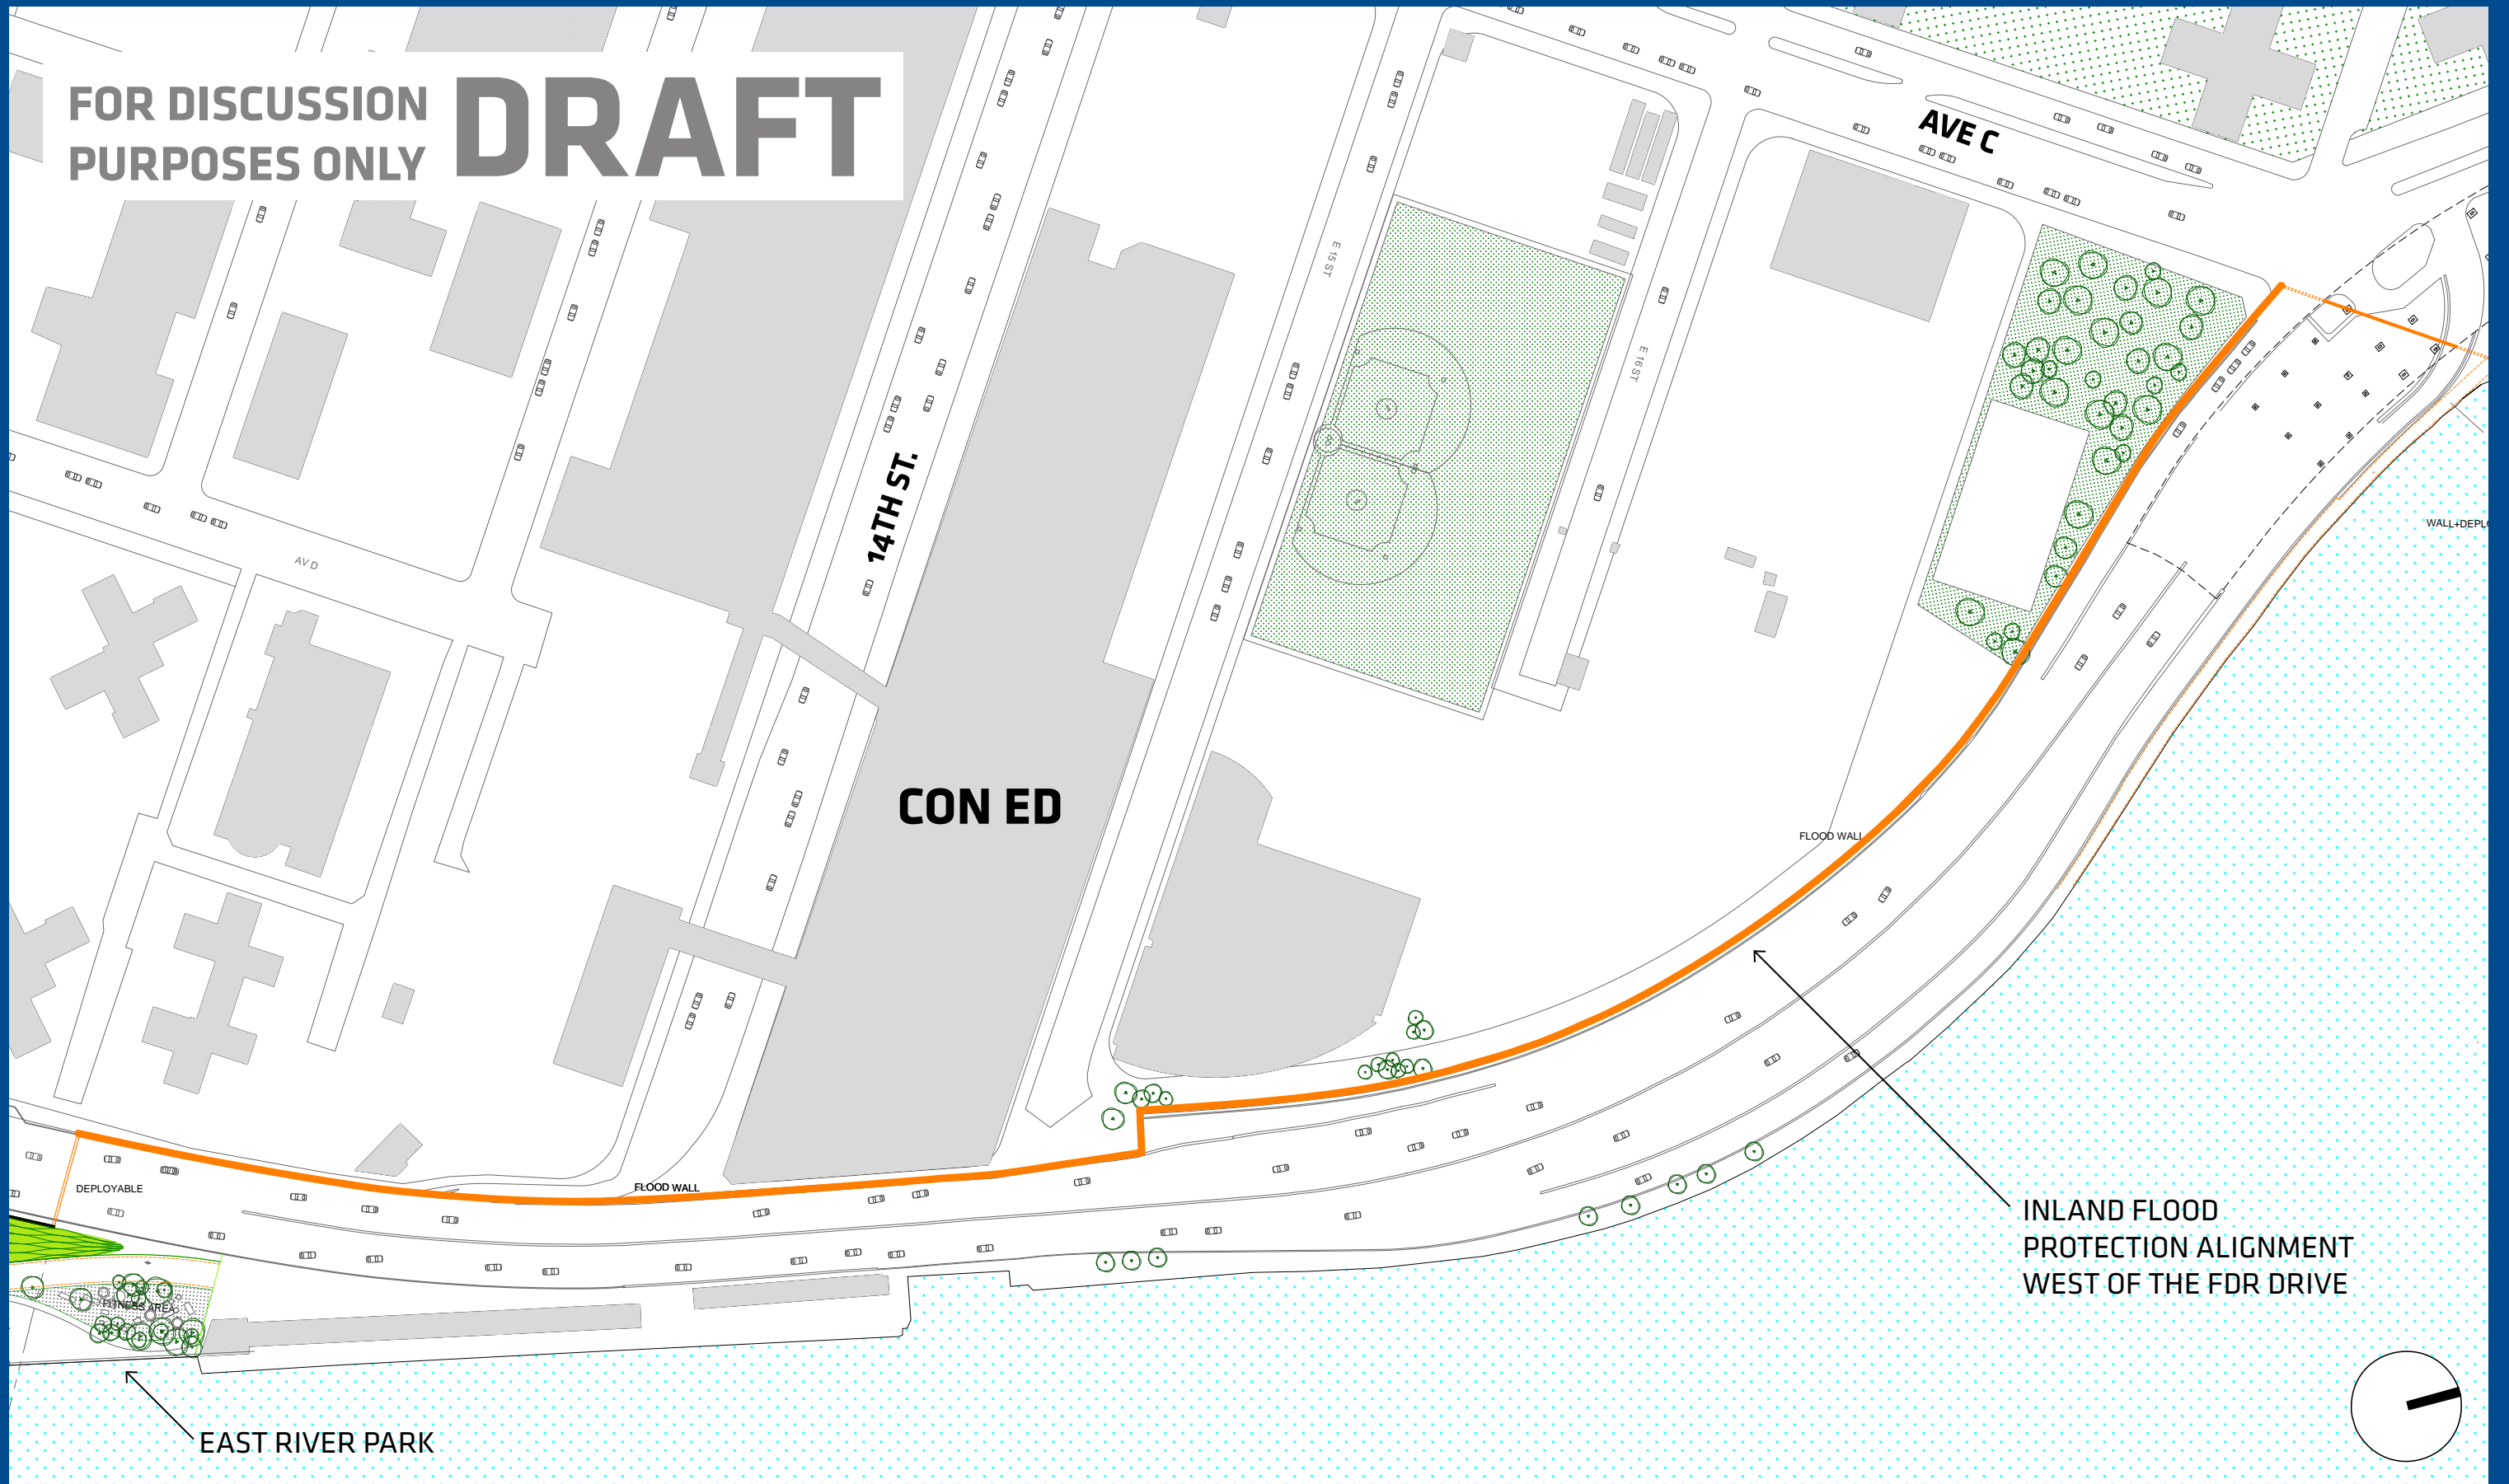 FOR DISCUSSION
PURPOSES ONLY
DRAFT
AVE C
E 15 ST
E 16 ST
14TH ST.
AV D
WALL+DEPLO
CON ED
FLOOD WALL
DEPLOYABLE
FLOOD WALL
INLAND FLOOD
PROTECTION ALIGNMENT
WEST OF THE FDR DRIVE
FITNESS AREA
EAST RIVER PARK